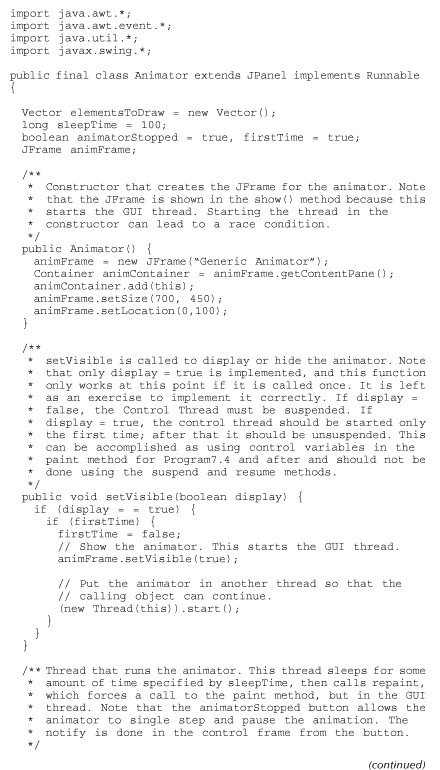 import java.awt.*;
import java.awt.event.*;
import java.util.*;
import javax.swing.*;
public final class Animator extends JPanel implements Runnable
{
Vector elementsToDraw = new Vector();
long sleepTime = 100;
boolean animatorStopped = true, firstTime = true;
JFrame animFrame;
/**
* Constructor that creates the JFrame for the animator. Note
* that the JFrame is shown in the show() method because this
* starts the GUI thread. Starting the thread in the
* constructor can lead to a race condition.
*/
public Animator() {
animFrame = new JFrame(“Generic Animator”);
Container animContainer = animFrame.getContentPane();
animContainer.add(this);
animFrame.setSize(700, 450);
animFrame.setLocation(0,100);
}
/**
* setVisible is called to display or hide the animator. Note
* that only display = true is implemented, and this function
* only works at this point if it is called once. It is left
* as an exercise to implement it correctly. If display =
* false, the Control Thread must be suspended. If
* display = true, the control thread should be started only
* the first time; after that it should be unsuspended. This
* can be accomplished as using control variables in the
* paint method for Program7.4 and after and should not be
* done using the suspend and resume methods.
*/
public void setVisible(boolean display) {
if (display = = true) {
if (firstTime) {
firstTime = false;
// Show the animator. This starts the GUI thread.
animFrame.setVisible(true);
// Put the animator in another thread so that the
// calling object can continue.
(new Thread(this)).start();
}
}
}
/** Thread that runs the animator. This thread sleeps for some
* amount of time specified by sleepTime, then calls repaint,
* which forces a call to the paint method, but in the GUI
* thread. Note that the animatorStopped button allows the
* animator to single step and pause the animation. The
* notify is done in the control frame from the button.
*/
(continued)